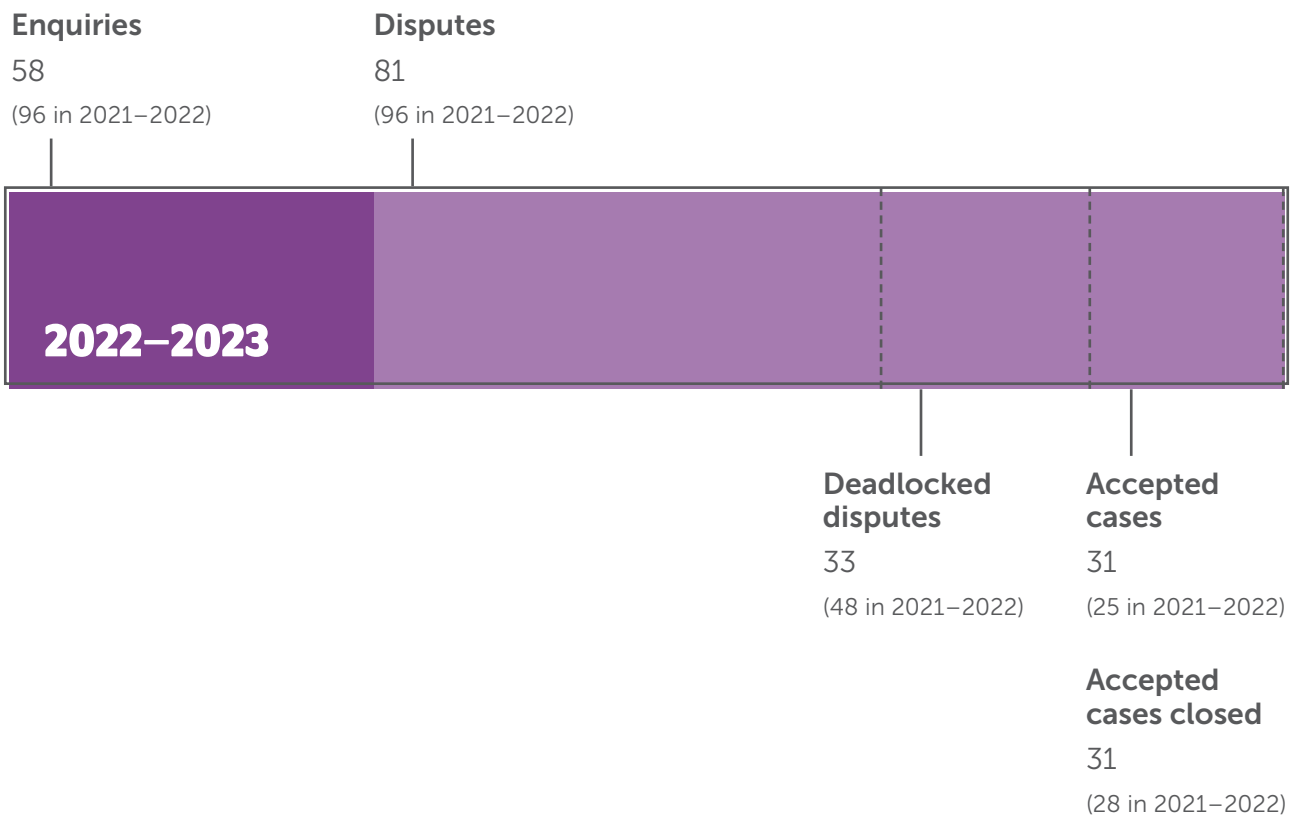 Enquiries
58
(96 in 2021–2022)
Disputes
81
(96 in 2021–2022)
2022–2023
Deadlocked
disputes
33
(48 in 2021–2022)
Accepted
cases
31
(25 in 2021–2022)
Accepted
cases closed
31
(28 in 2021–2022)